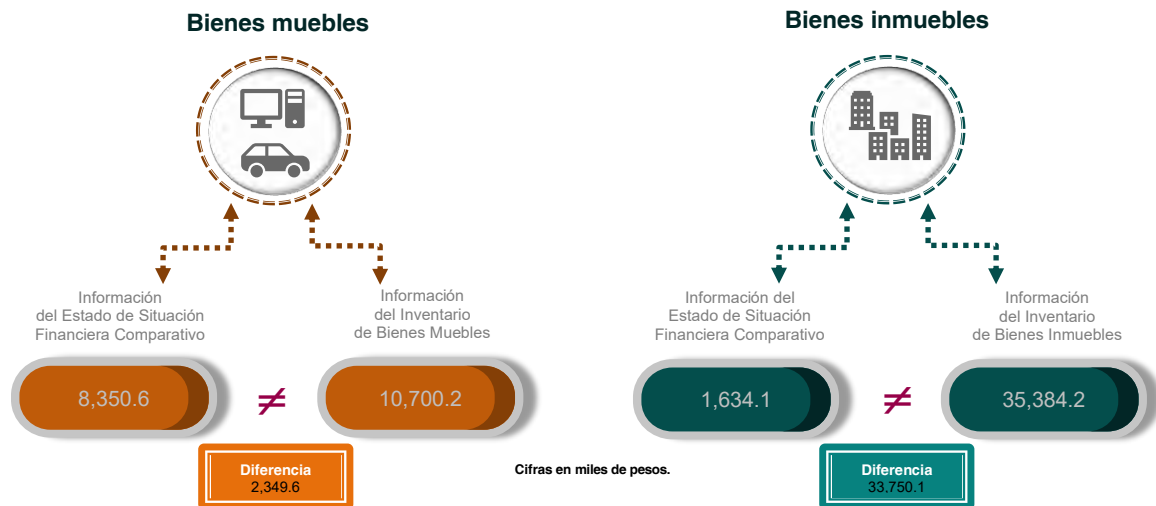 Bienes muebles
Información
del Estado de Situación
Financiera Comparativo
Información
del Inventario
de Bienes Muebles
8,350.6
≠
10,700.2
Diferencia
2,349.6
Cifras en miles de pesos.
Bienes inmuebles
Información del
Estado de Situación
Financiera Comparativo
Información
del Inventario
de Bienes Inmuebles
1,634.1
≠
35,384.2
Diferencia
33,750.1